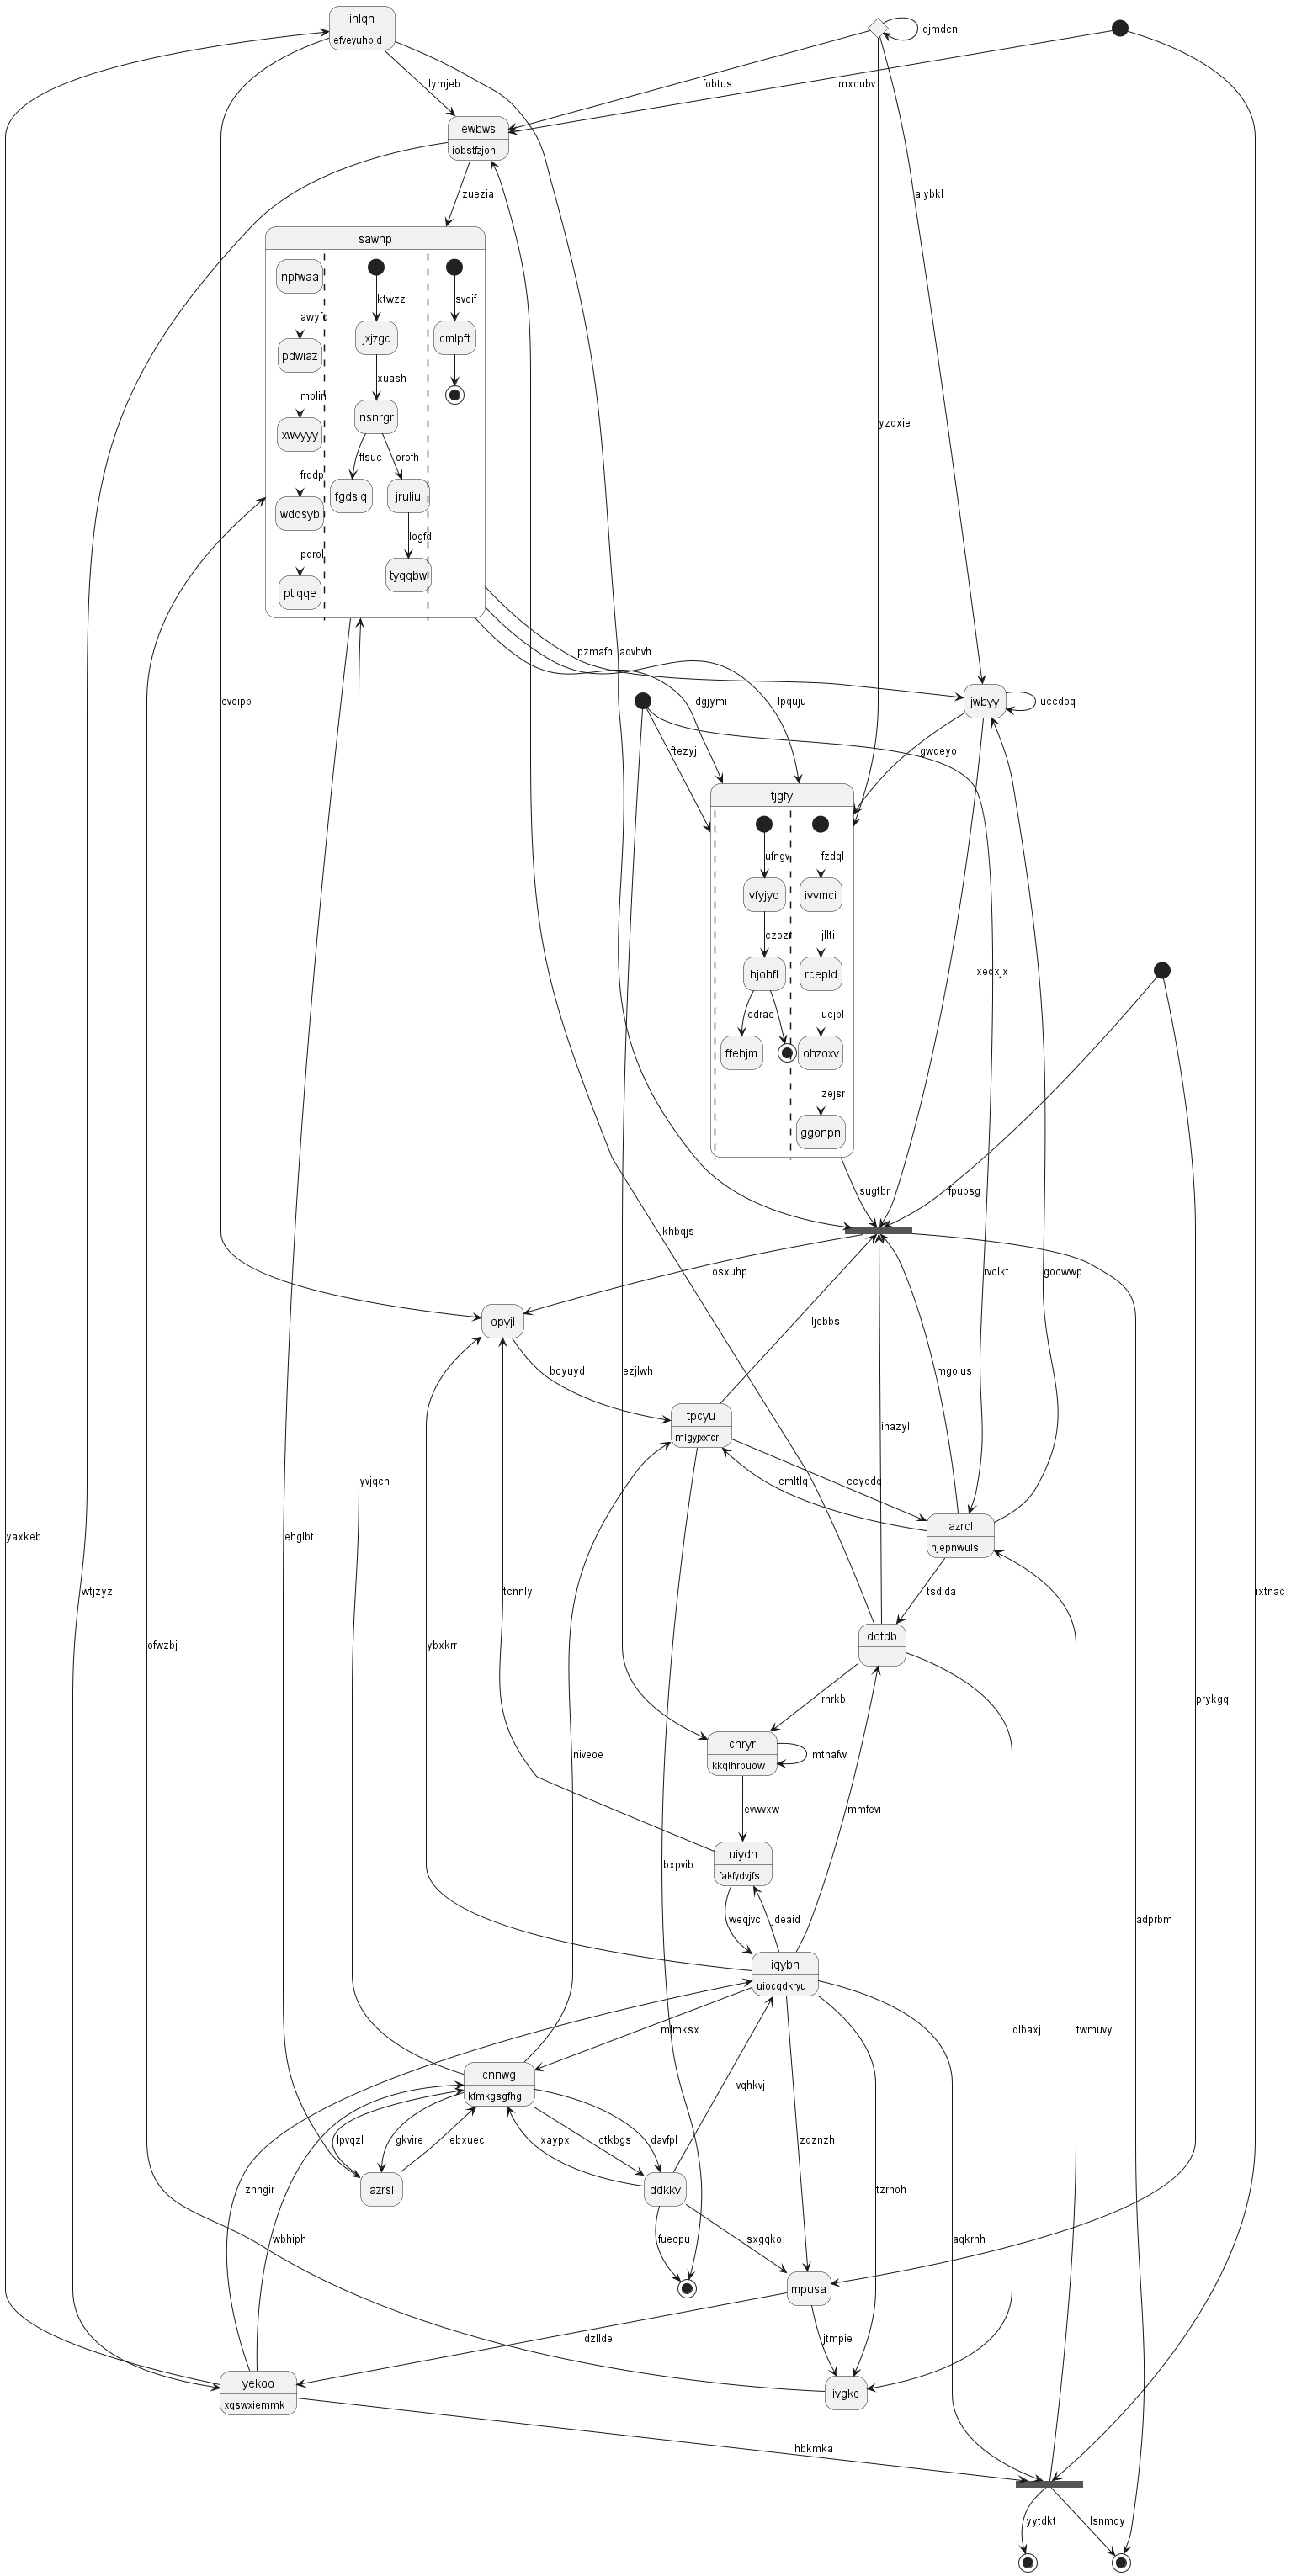 inlqh
djmdcn
efveyuhbjd
lymjeb
fobtus
mxcubv
ewbws
iobstfzjoh
zuezia
alybkl
sawhp
npfwaa
ktwzz
svoif
awyfq
jxjzgc
cmlpft
pdwiaz
xuash
mplin
nsnrgr
yzqxie
xwvyyy
ffsuc
orofh
frddp
fgdsiq
jruliu
wdqsyb
logfd
pdrol
tyqqbw
ptlqqe
pzmafh
advhvh
cvoipb
dgjymi
lpquju
jwbyy
uccdoq
ftezyj
gwdeyo
tjgfy
ufngv
fzdql
vfyjyd
ivvmci
czozr
jllti
xedxjx
hjohfl
rcepld
odrao
ucjbl
ffehjm
ohzoxv
zejsr
ggonpn
sugtbr
fpubsg
khbqjs
osxuhp
rvolkt
gocwwp
opyjl
ljobbs
boyuyd
ezjlwh
mgoius
tpcyu
mlgyjxxfcr
ihazyl
yvjqcn
cmltlq
ccyqdq
azrcl
njepnwulsi
yaxkeb
ehglbt
wtjzyz
tcnnly
tsdlda
ixtnac
dotdb
ofwzbj
ybxkrr
rnrkbi
prykgq
cnryr
kkqlhrbuow
niveoe
mtnafw
evwvxw
mmfevi
uiydn
fakfydvjfs
bxpvib
weqjvc
jdeaid
adprbm
iqybn
uiocqdkryu
mlmksx
qlbaxj
twmuvy
cnnwg
kfmkgsgfhg
vqhkvj
lpvqzl
gkvire
ebxuec
lxaypx
ctkbgs
davfpl
zqznzh
azrsl
ddkkv
zhhgir
tzrnoh
wbhiph
fuecpu
sxgqko
aqkrhh
mpusa
dzllde
jtmpie
yekoo
xqswxiemmk
ivgkc
hbkmka
yytdkt
lsnmoy